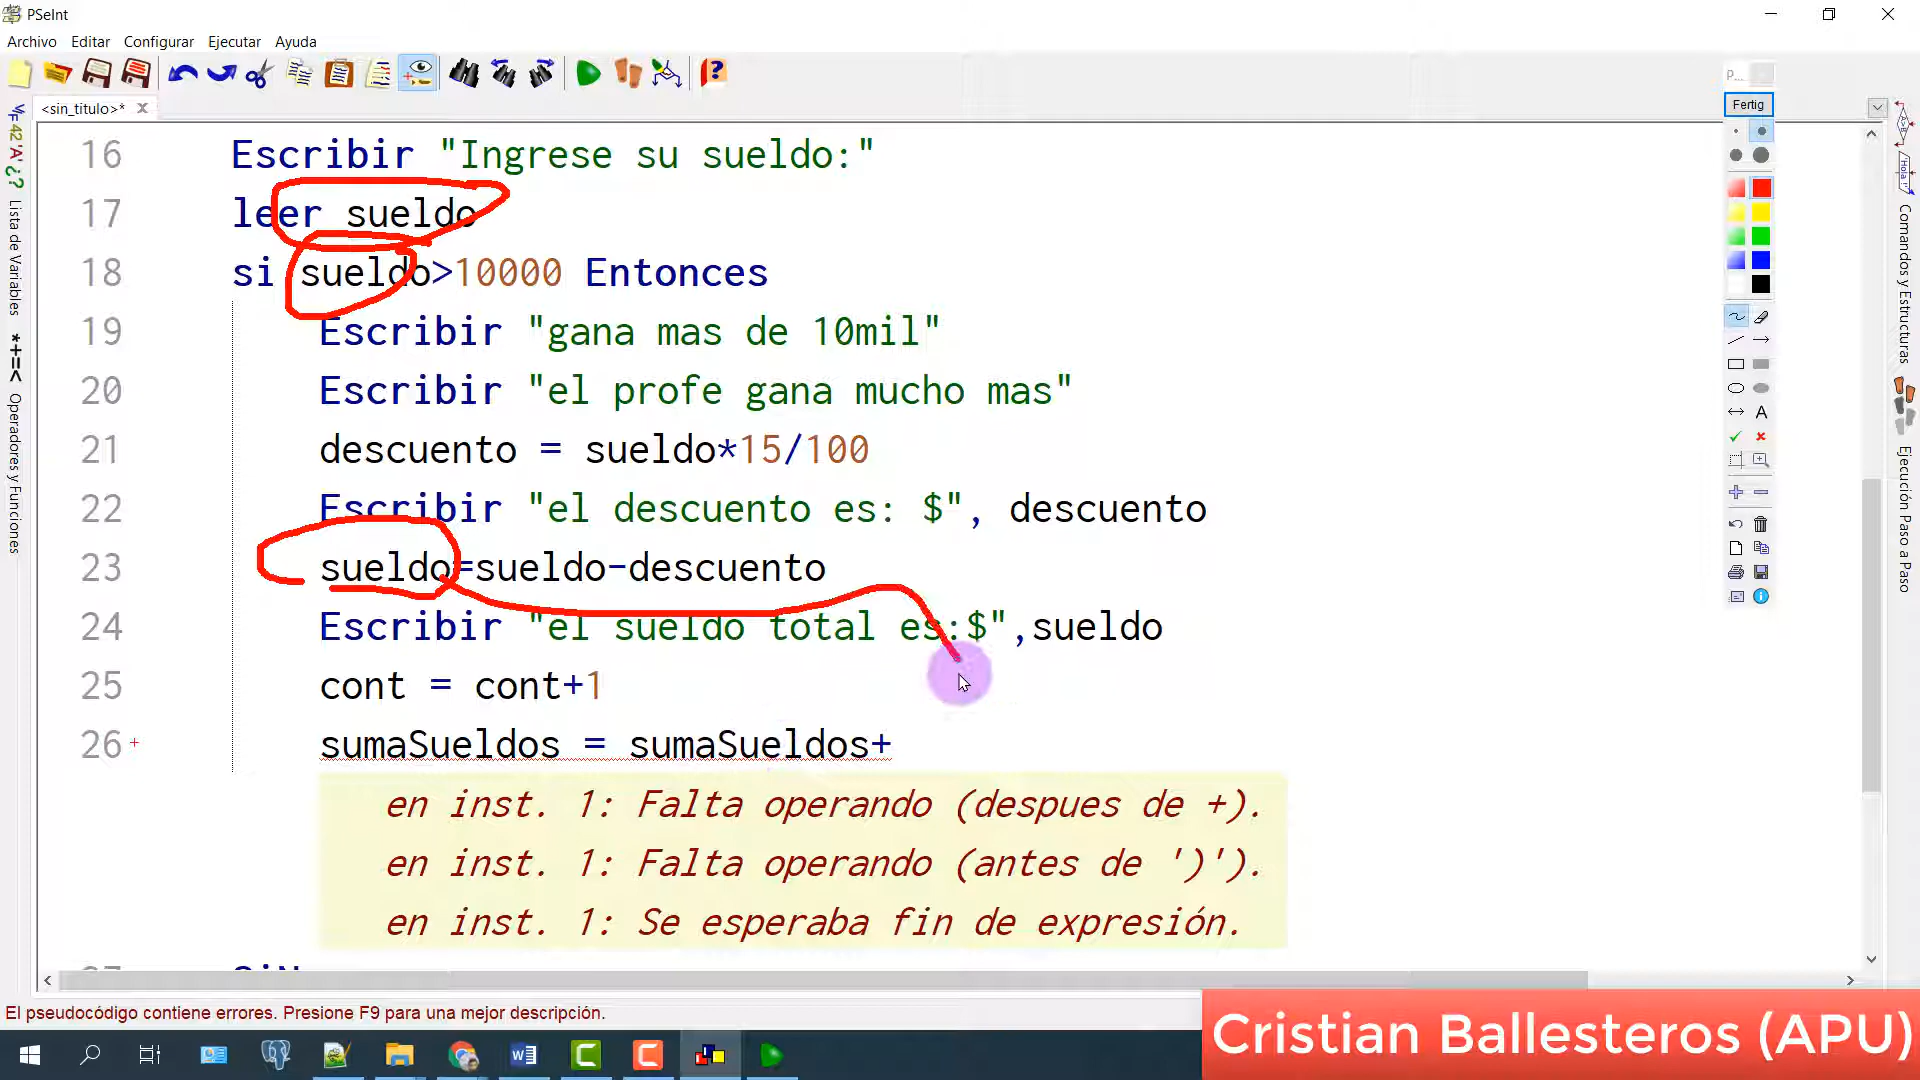 PSeInt
Archivo Editar Configurar Ejecutar Ayuda
<sin_titulo>*
P...
Fertig
16 Escribir "Ingrese su sueldo:"
17 leer sueldo
18 si sueldo>10000 Entonces
19 Escribir "gana mas de 10mil"
20 Escribir "el profe gana mucho mas"
21 descuento = sueldo*15/100
22 Escribir "el descuento es: $", descuento
23 sueldo=sueldo-descuento
24 Escribir "el sueldo total es:$",sueldo
25 cont = cont+1
26 sumaSueldos = sumaSueldos+
en inst. 1: Falta operando (despues de +).
en inst. 1: Falta operando (antes de ')').
en inst. 1: Se esperaba fin de expresión.
Lista de Variables
*+=<
Operadores y Funciones
Comandos y Estructuras
Ejecución Paso a Paso
El pseudocódigo contiene errores. Presione F9 para una mejor descripción.
Cristian Ballesteros (APU)